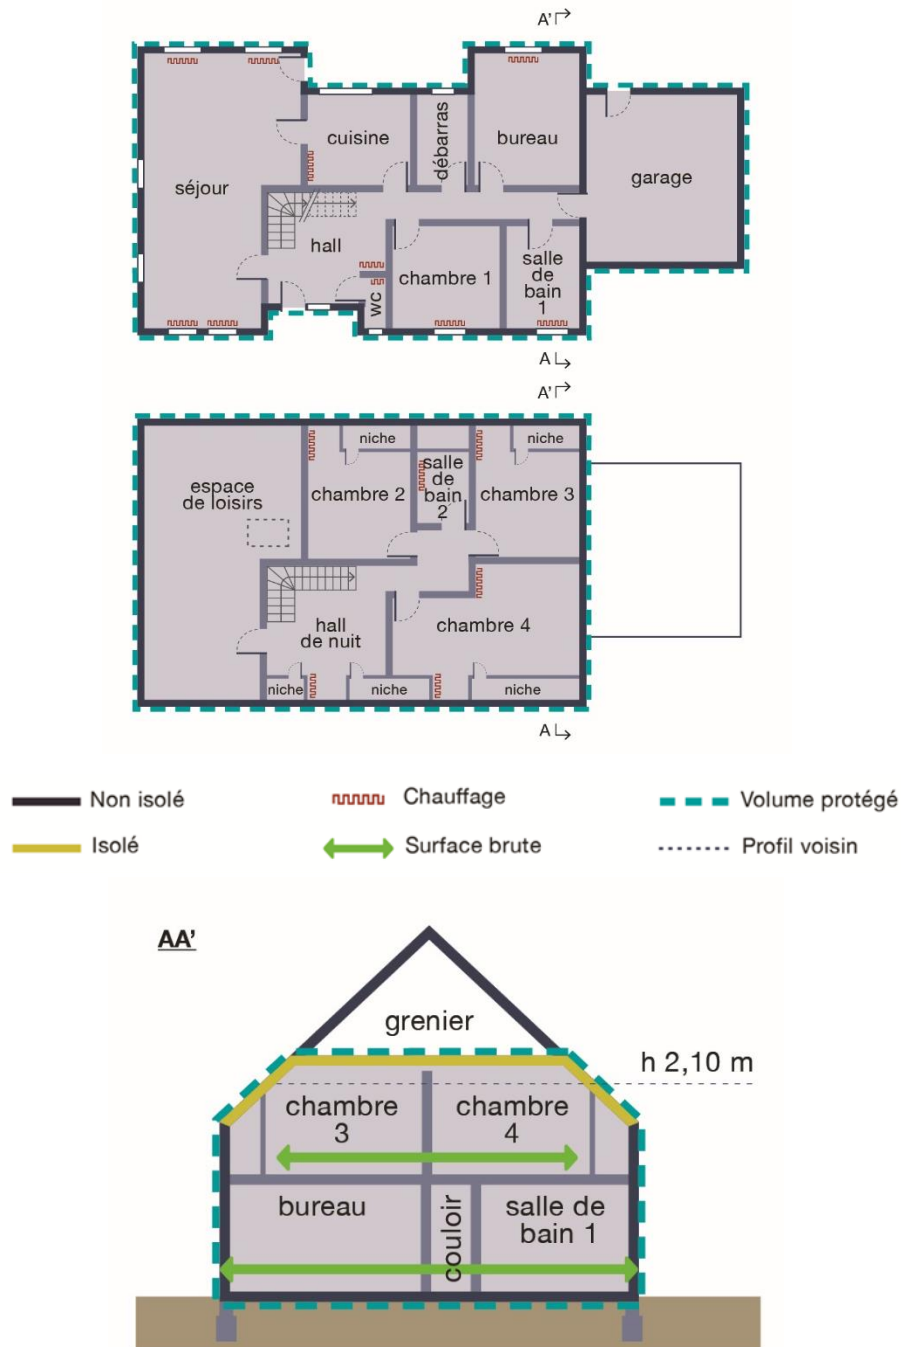 A'
cuisine
débarras
bureau
séjour
garage
hall
chambre 1
salle
de
bain
1
wc
A
A'
niche
niche
espace
de loisirs
chambre 2
salle
de
bain
2
chambre 3
hall
de nuit
chambre 4
niche
niche
niche
A
Non isolé
Chauffage
Volume protégé
Isolé
Surface brute
Profil voisin
AA'
grenier
h 2,10 m
chambre
3
chambre
4
bureau
couloir
salle de
bain 1